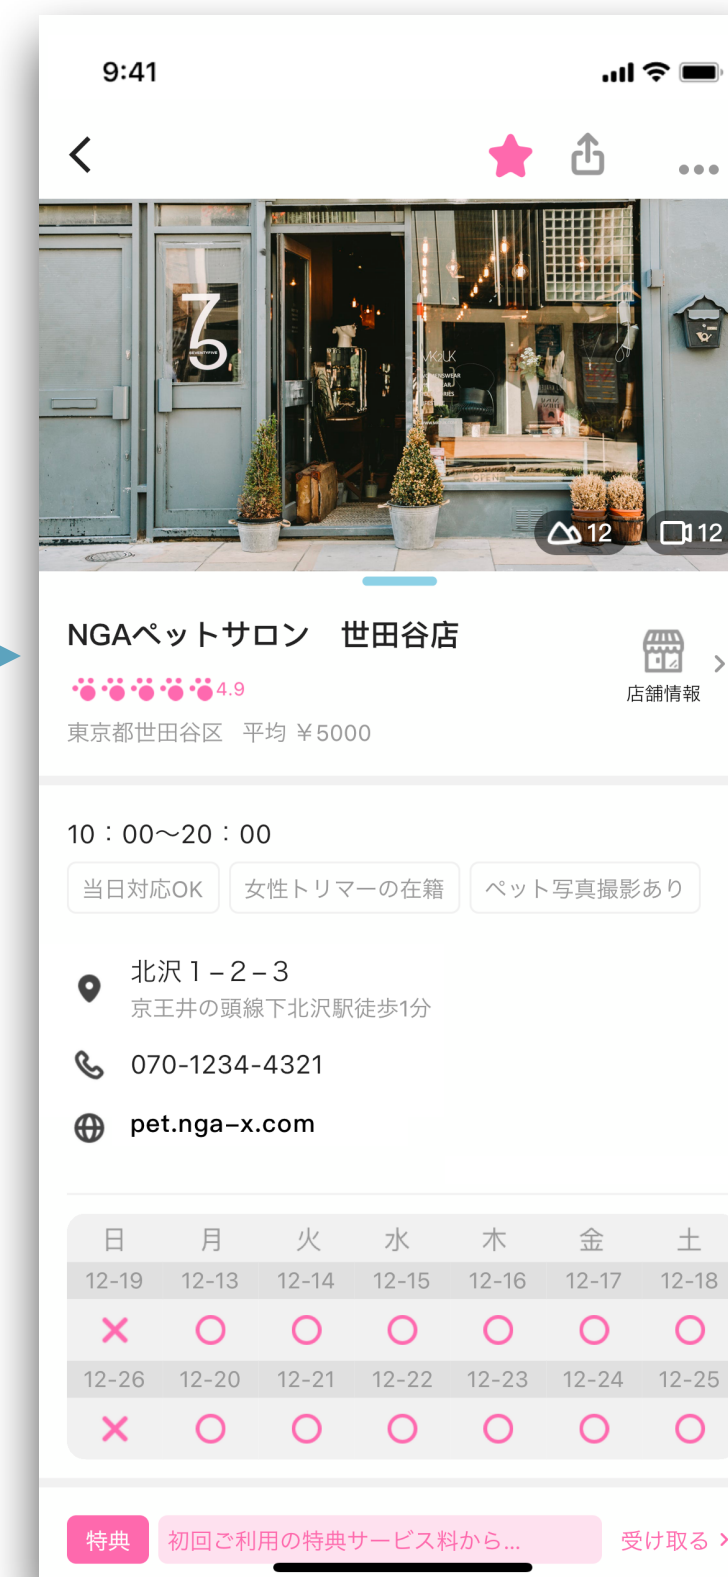 9:41
75
SEVENTYFIVE
12
12
NGAペットサロン　世田谷店
4.9
店舗情報
東京都世田谷区 平均 ¥5000
10：00〜20：00
当日対応OK 女性トリマーの在籍 ペット写真撮影あり
北沢１−２−３
京王井の頭線下北沢駅徒歩1分
070-1234-4321
pet.nga-x.com
日 月 火 水 木 金 土
12-19 12-13 12-14 12-15 12-16 12-17 12-18
12-26 12-20 12-21 12-22 12-23 12-24 12-25
特典 初回ご利用の特典サービス料から... 受け取る